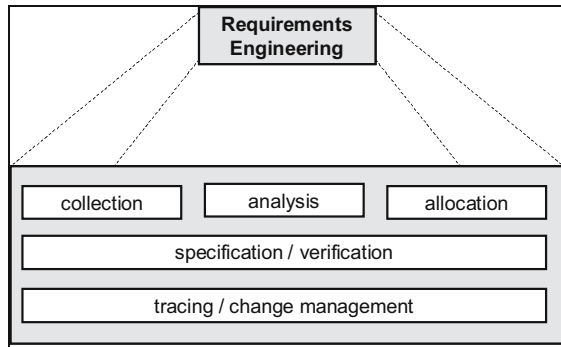 Requirements
Engineering
collection
analysis
allocation
specification / verification
tracing / change management